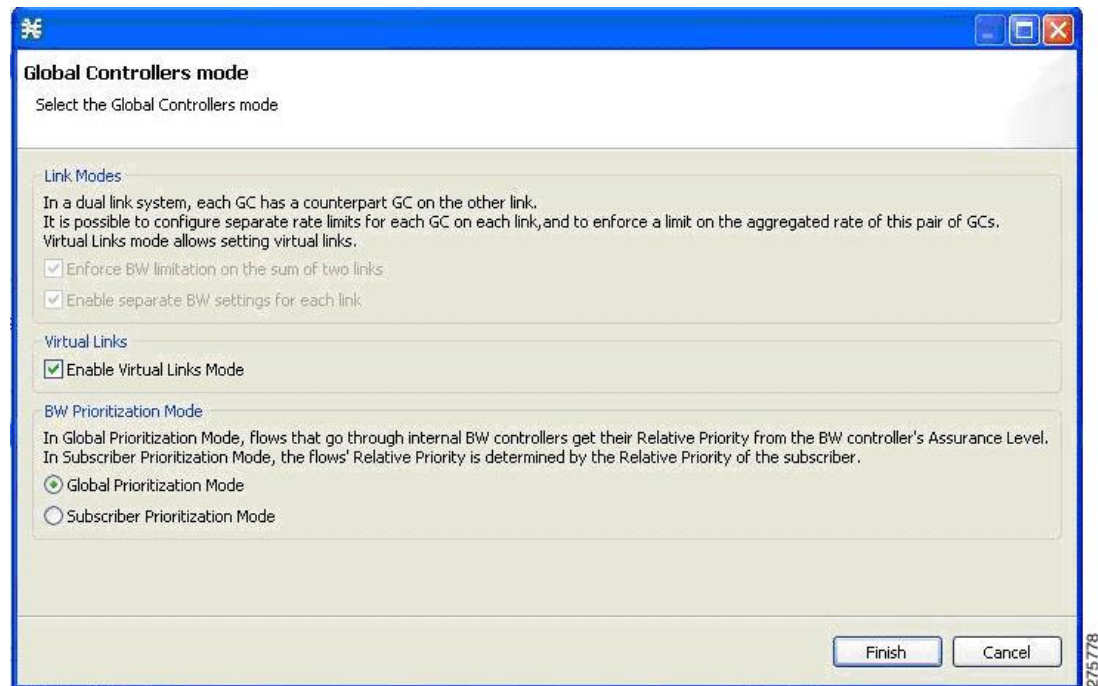 Global Controllers mode
Select the Global Controllers mode
Link Modes
In a dual link system, each GC has a counterpart GC on the other link.
It is possible to configure separate rate limits for each GC on each link,and to enforce a limit on the aggregated rate of this pair of GCs.
Virtual Links mode allows setting virtual links.
Enforce BW limitation on the sum of two links
Enable separate BW settings for each link
Virtual Links
Enable Virtual Links Mode
BW Prioritization Mode
In Global Prioritization Mode, flows that go through internal BW controllers get their Relative Priority from the BW controller's Assurance Level.
In Subscriber Prioritization Mode, the flows' Relative Priority is determined by the Relative Priority of the subscriber.
Global Prioritization Mode
Subscriber Prioritization Mode
Finish
Cancel
275778